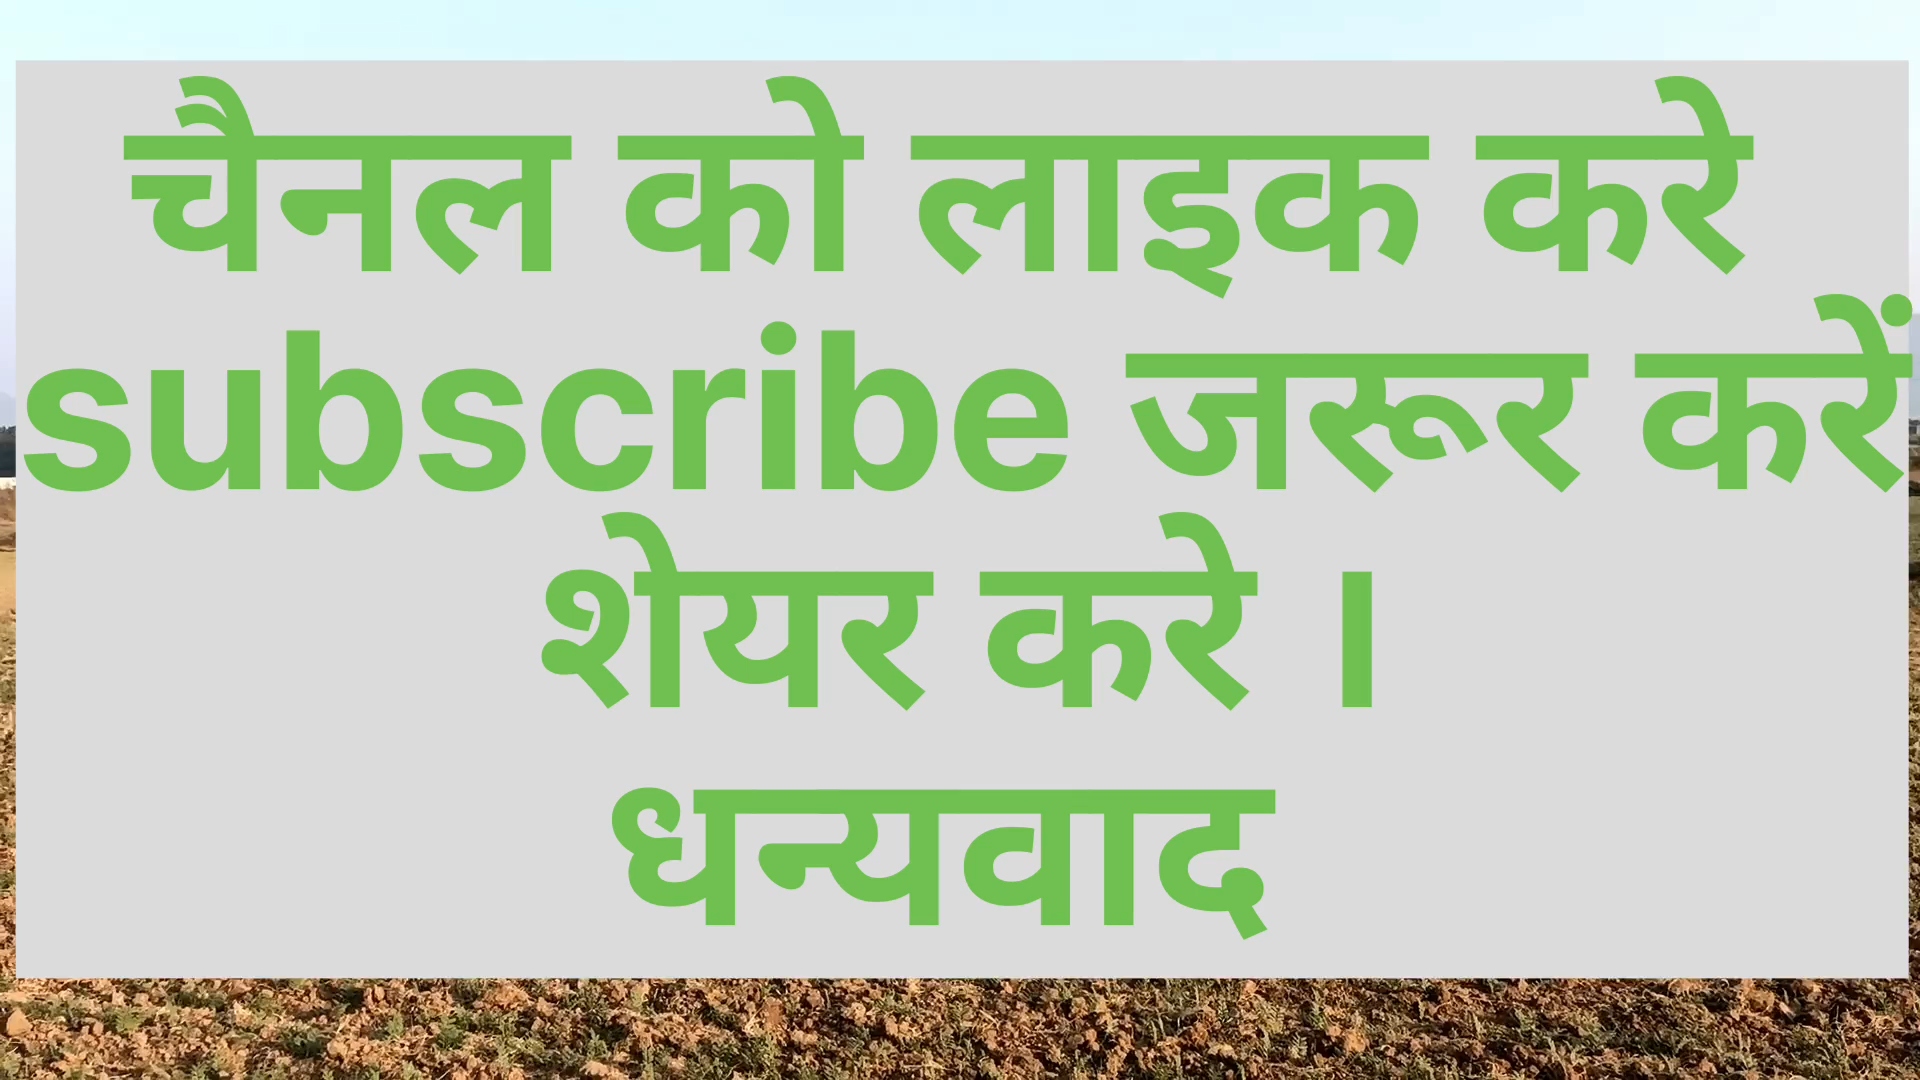 चैनल को लाइक करे
subscribe जरूर करें
शेयर करे ।
धन्यवाद